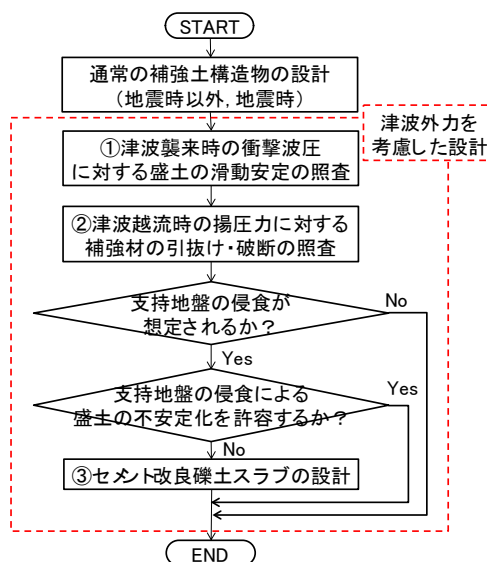 START
通常の補強土構造物の設計
(地震時以外,地震時)
津波外力を
考慮した設計
①津波襲来時の衝撃波圧
に対する盛土の滑動安定の照査
②津波越流時の揚圧力に対する
補強材の引抜け・破断の照査
支持地盤の侵食が
想定されるか？
No
Yes
支持地盤の侵食による
盛土の不安定化を許容するか？
Yes
No
③セメント改良礫土スラブの設計
END